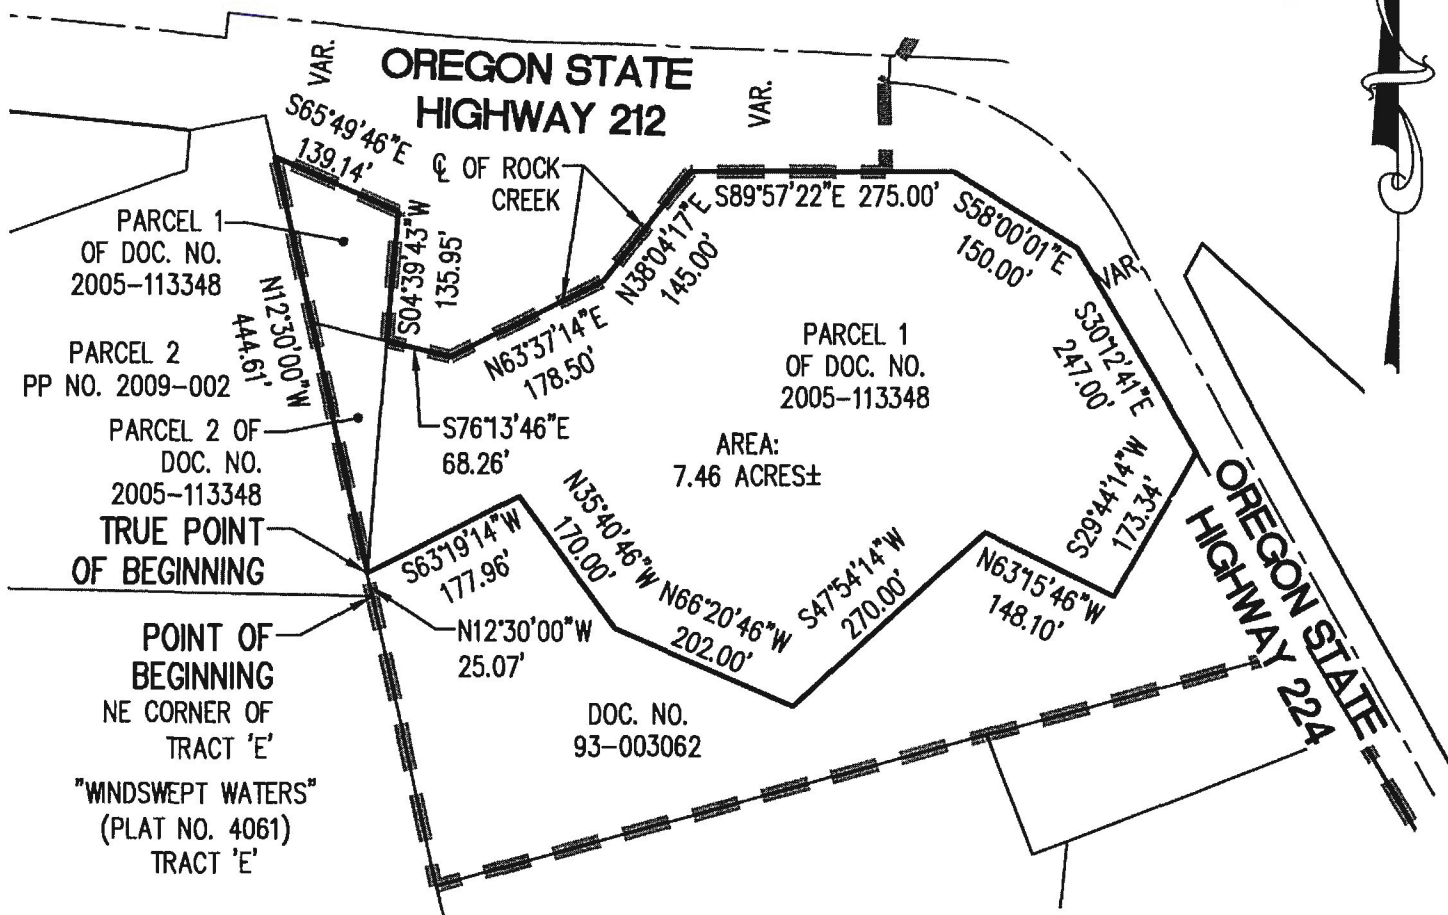 OREGON STATE
HIGHWAY 212
VAR.
VAR.
S65°49'46"E
139.14'
℄ OF ROCK
CREEK
S89°57'22"E 275.00'
S58°00'01"E
150.00'
VAR.
PARCEL 1
OF DOC. NO.
2005-113348
S04°39'43"W
135.95'
N38°04'17"E
145.00'
N12°30'00"W
444.61'
N63°37'14"E
178.50'
PARCEL 1
OF DOC. NO.
2005-113348
S30°12'41"E
247.00'
PARCEL 2
PP NO. 2009-002
PARCEL 2 OF
DOC. NO.
2005-113348
S76°13'46"E
68.26'
AREA:
7.46 ACRES±
S29°44'14"W
173.34'
TRUE POINT
OF BEGINNING
S63°19'14"W
177.96'
N35°40'46"W
170.00'
N66°20'46"W
202.00'
S47°54'14"W
270.00'
N63°15'46"W
148.10'
OREGON STATE
HIGHWAY 224
POINT OF
BEGINNING
NE CORNER OF
TRACT 'E'
"WINDSWEPT WATERS"
(PLAT NO. 4061)
TRACT 'E'
N12°30'00"W
25.07'
DOC. NO.
93-003062